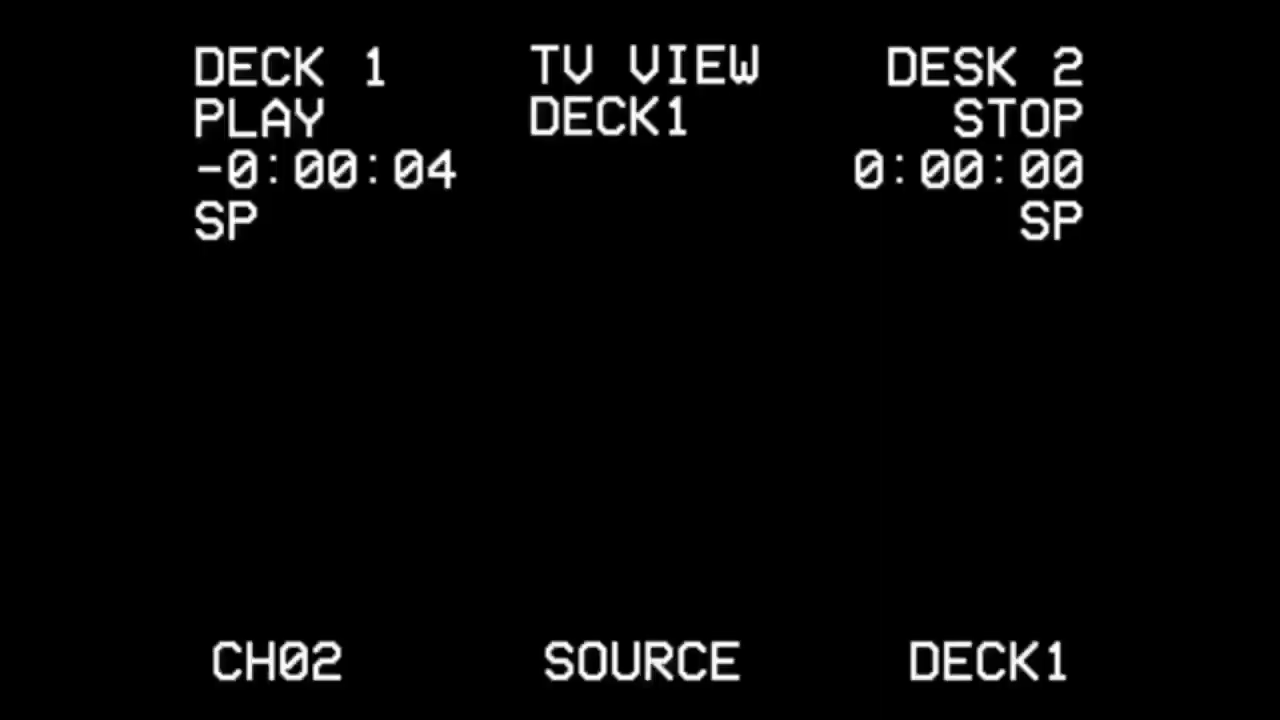 DECK 1 TV VIEW DESK 2
PLAY DECK1 STOP
-0:00:04 0:00:00
SP SP
CH02 SOURCE DECK1